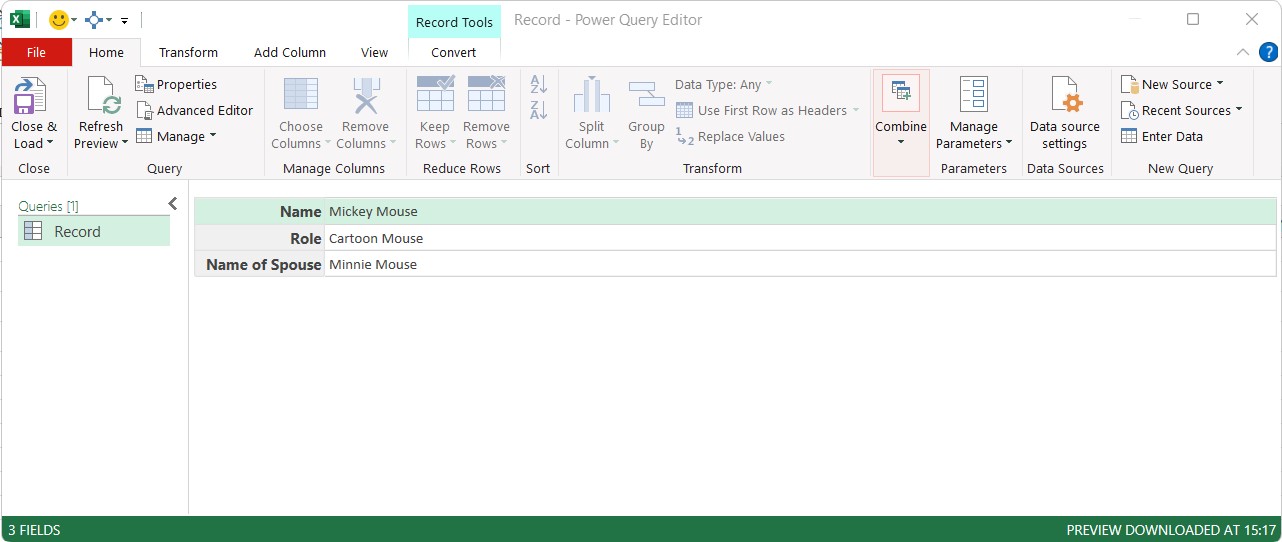 Record Tools
Record - Power Query Editor
File
Home
Transform
Add Column
View
Convert
Close &
Load
Close
Refresh
Preview
Properties
Advanced Editor
Manage
Query
Choose
Columns
Remove
Columns
Manage Columns
Keep
Rows
Remove
Rows
Reduce Rows
Sort
Split
Column
Group
By
Data Type: Any
Use First Row as Headers
Replace Values
Transform
Combine
Manage
Parameters
Parameters
Data source
settings
Data Sources
New Source
Recent Sources
Enter Data
New Query
Queries [1]
Record
Name Mickey Mouse
Role Cartoon Mouse
Name of Spouse Minnie Mouse
3 FIELDS
PREVIEW DOWNLOADED AT 15:17